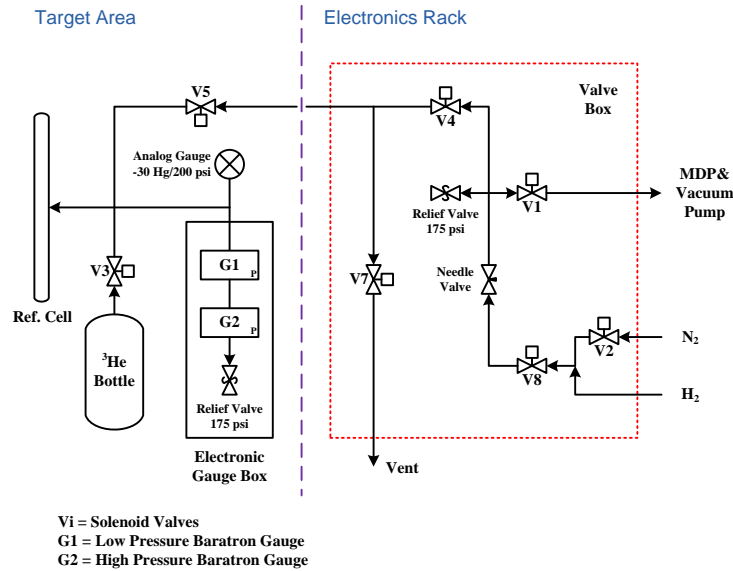 Target Area
Electronics Rack
V5
V4
Valve
Box
Analog Gauge
-30 Hg/200 psi
MDP&
Vacuum
Pump
V1
Relief Valve
175 psi
V3
G1
P
V7
Needle
Valve
Ref. Cell
G2
P
N2
V2
3He
Bottle
V8
H2
Relief Valve
175 psi
Electronic
Gauge Box
Vent
Vi = Solenoid Valves
G1 = Low Pressure Baratron Gauge
G2 = High Pressure Baratron Gauge